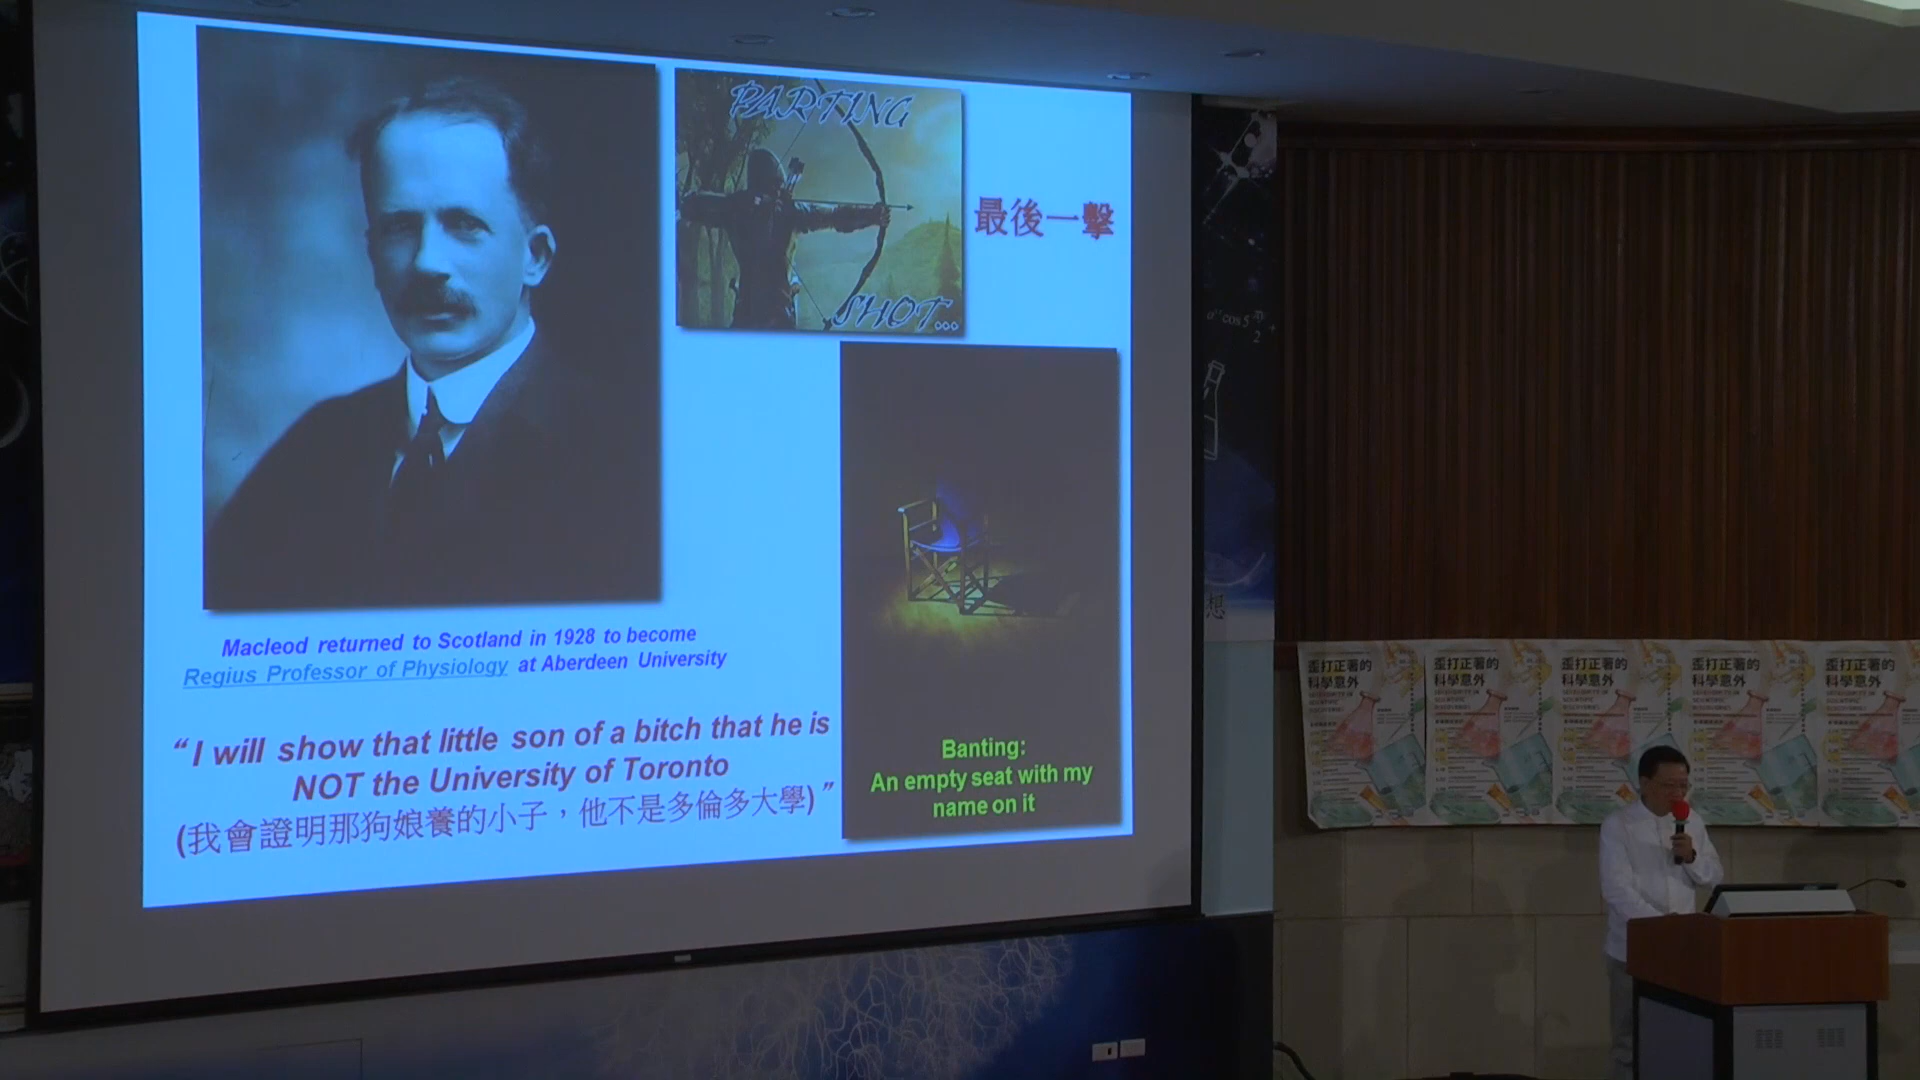 PARTING
SHOT...
最後一擊
Macleod returned to Scotland in 1928 to become
Regius Professor of Physiology at Aberdeen University
“I will show that little son of a bitch that he is
NOT the University of Toronto
(我會證明那狗娘養的小子，他不是多倫多大學)”
Banting:
An empty seat with my
name on it
想
歪打正著的
科學意外
歪打正著的
科學意外
歪打正著的
科學意外
歪打正著的
科學意外
歪打正著的
科學意外